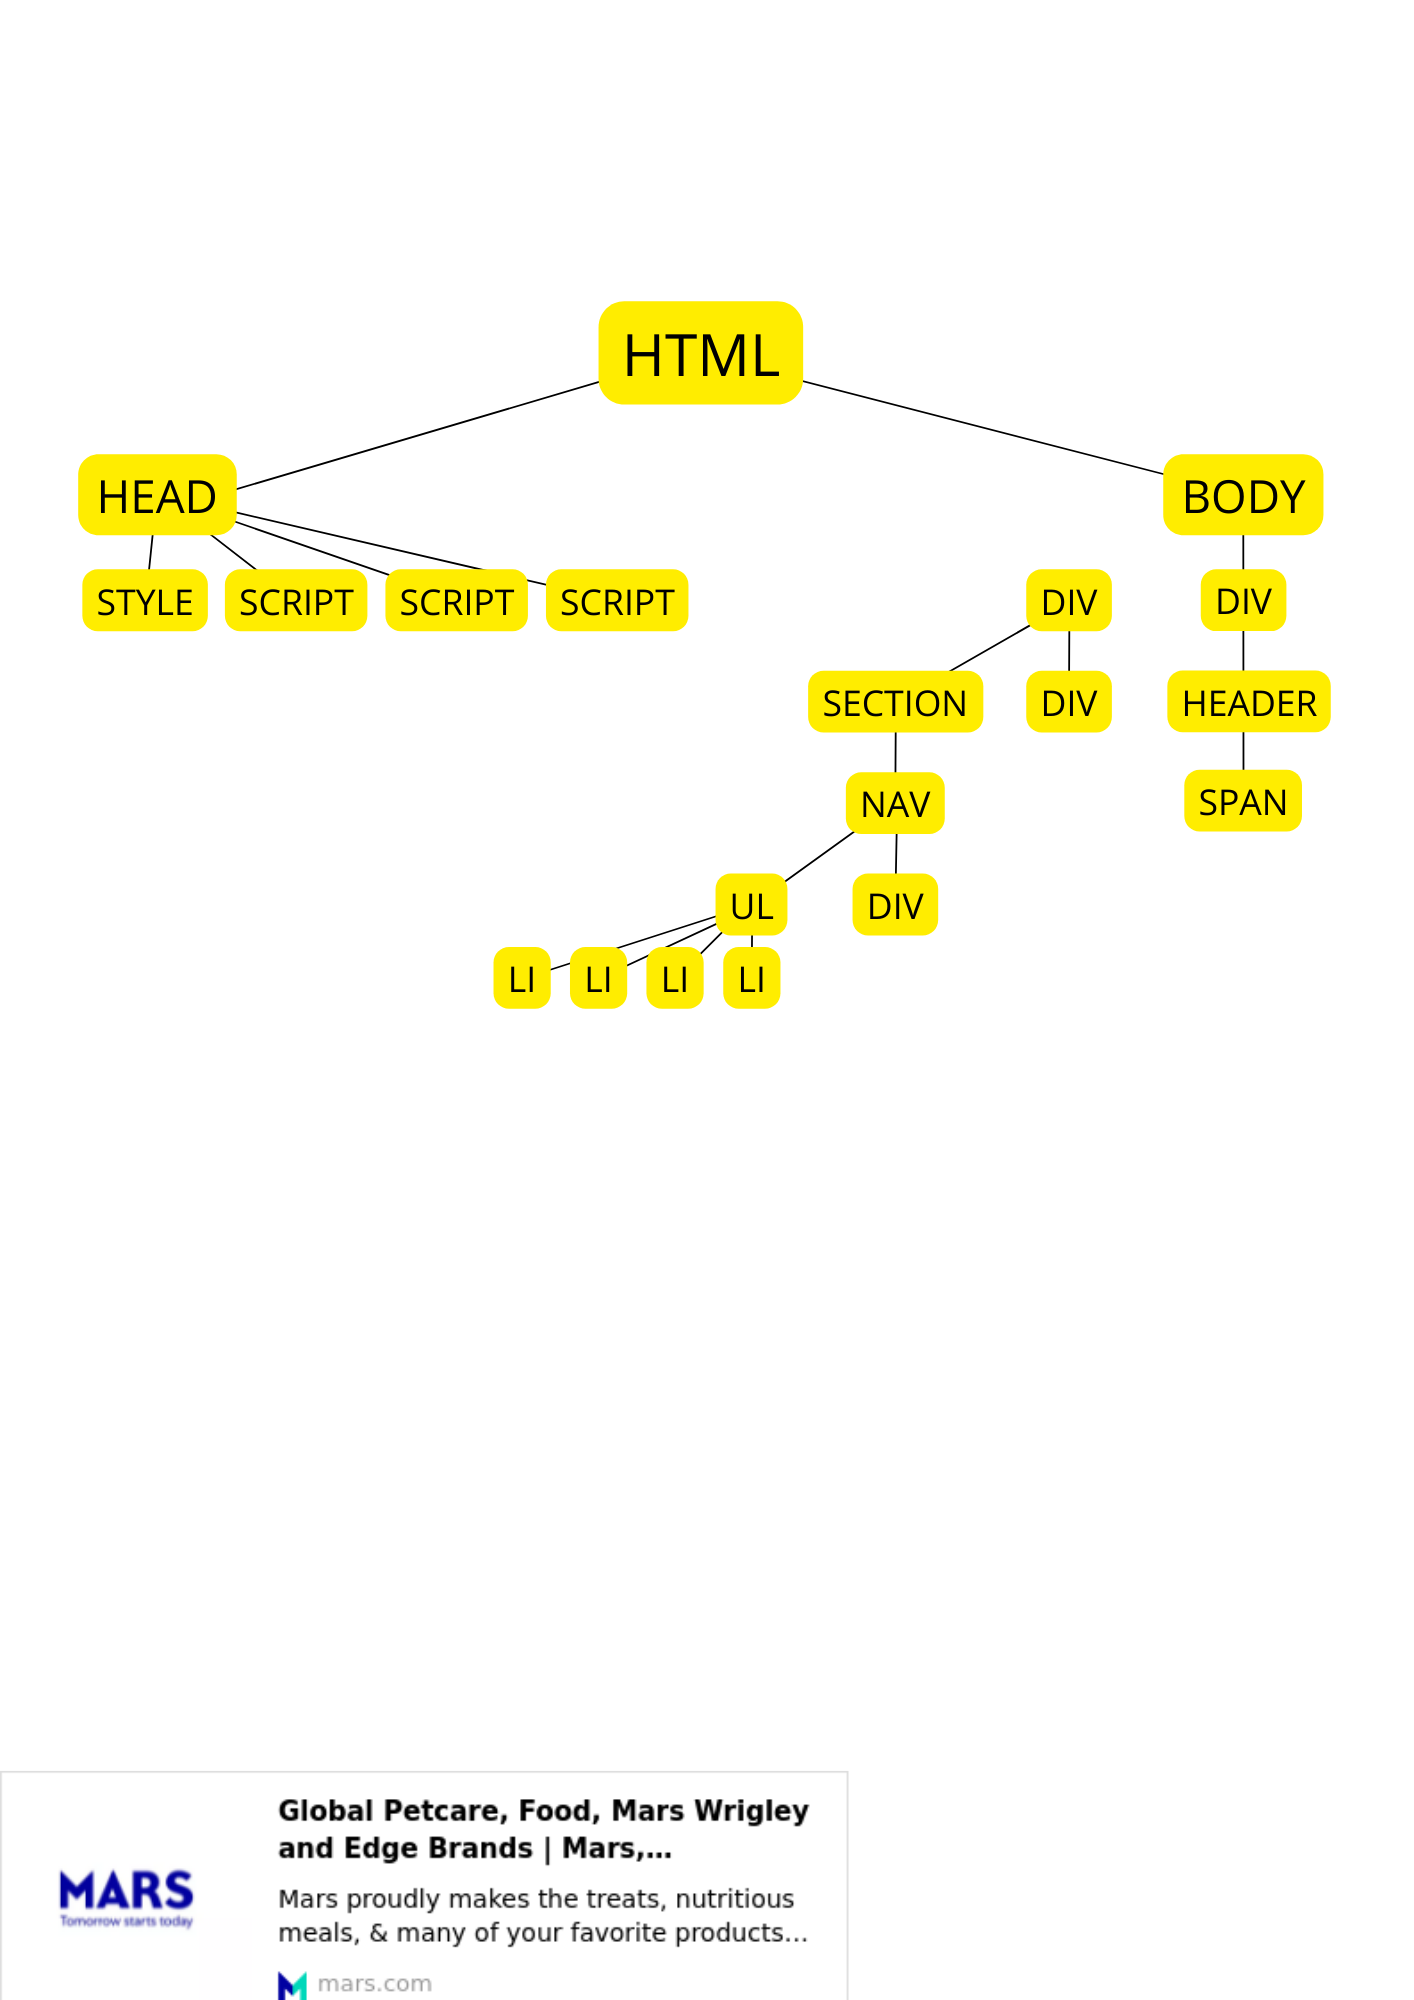 HTML
HEAD
BODY
STYLE
SCRIPT
SCRIPT
SCRIPT
DIV
DIV
SECTION
DIV
HEADER
NAV
SPAN
UL
DIV
LI
LI
LI
LI
MARS
Tomorrow starts today
Global Petcare, Food, Mars Wrigley
and Edge Brands | Mars,...
Mars proudly makes the treats, nutritious
meals, & many of your favorite products...
mars.com